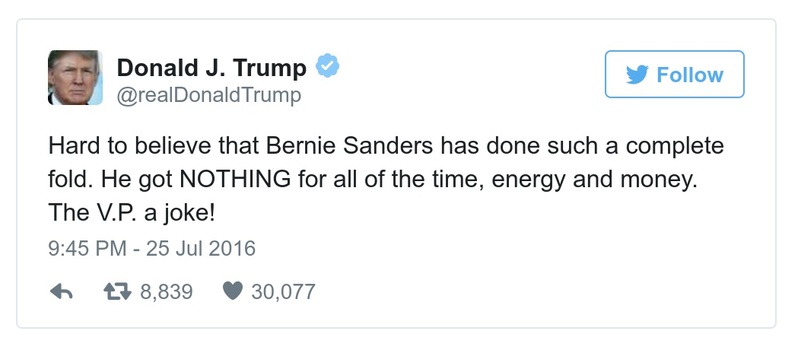 Donald J. Trump
@realDonaldTrump
Follow
Hard to believe that Bernie Sanders has done such a complete
fold. He got NOTHING for all of the time, energy and money.
The V.P. a joke!
9:45 PM - 25 Jul 2016
8,839 30,077